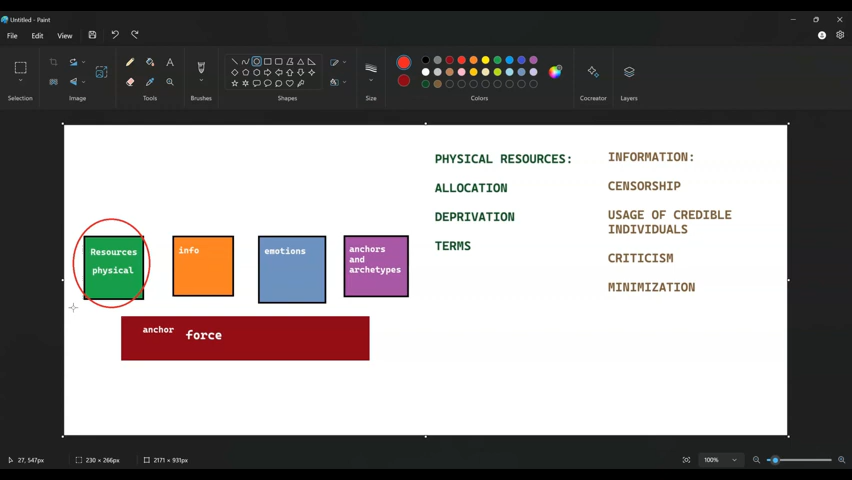 Untitled - Paint
File Edit View
Selection Image Tools Brushes Shapes Size Colors Cocreator Layers
PHYSICAL RESOURCES:
ALLOCATION
DEPRIVATION
TERMS
INFORMATION:
CENSORSHIP
USAGE OF CREDIBLE
INDIVIDUALS
CRITICISM
MINIMIZATION
Resources
physical
info
emotions
anchors
and
archetypes
anchor force
27, 547px 230 × 266px 2171 × 931px 100%